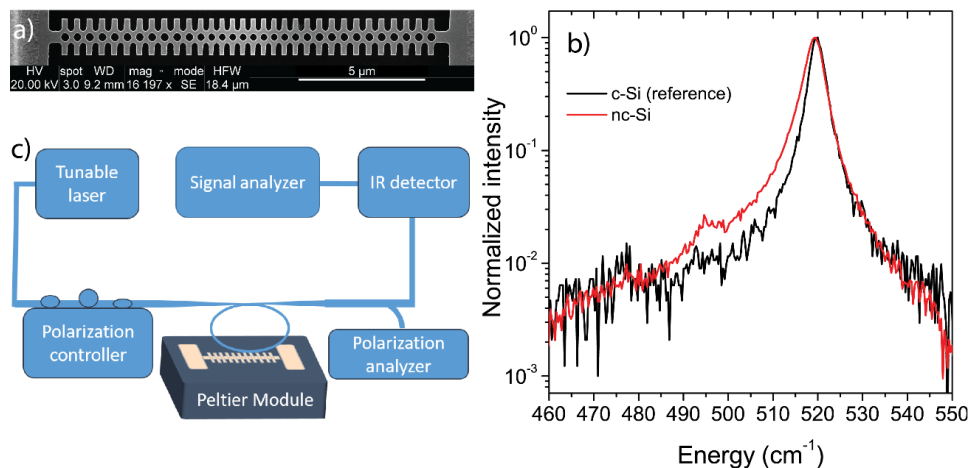 a)
HV spot WD mag - mode HFW
20.00 kV 3.0 9.2 mm 16 197 x SE 18.4 µm
5 µm
b)
c-Si (reference)
nc-Si
Normalized intensity
10⁰
10⁻¹
10⁻²
10⁻³
460 470 480 490 500 510 520 530 540 550
Energy (cm⁻¹)
c)
Tunable
laser
Signal analyzer
IR detector
Polarization
controller
Polarization
analyzer
Peltier Module